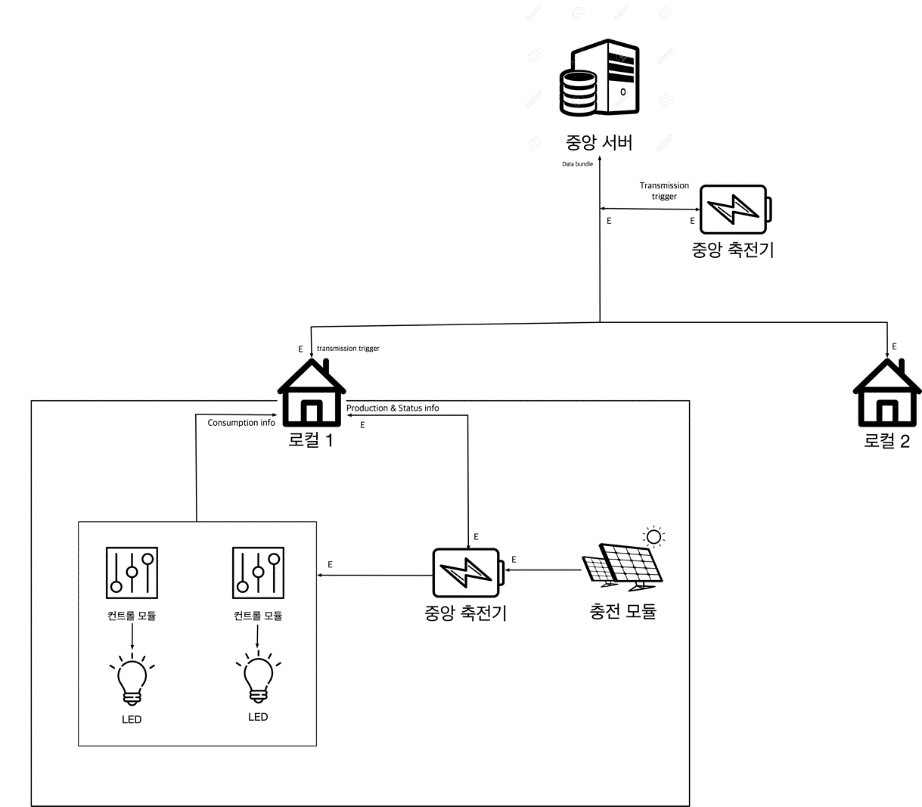 중앙 서버
Data bundle
Transmission
trigger
E
E
중앙 축전기
E
transmission trigger
E
Production & Status info
Consumption info
E
로컬 1
로컬 2
E
E
E
컨트롤 모듈
컨트롤 모듈
중앙 축전기
충전 모듈
LED
LED